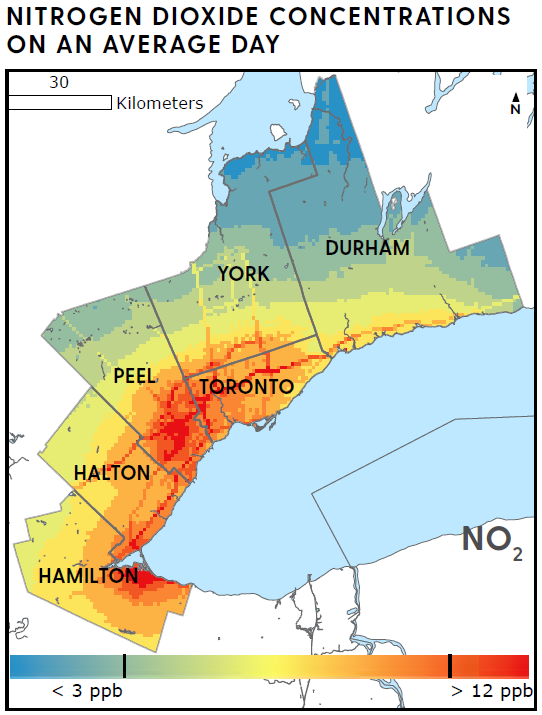 NITROGEN DIOXIDE CONCENTRATIONS
ON AN AVERAGE DAY
30
Kilometers
N
DURHAM
YORK
PEEL
TORONTO
HALTON
NO2
HAMILTON
< 3 ppb
> 12 ppb